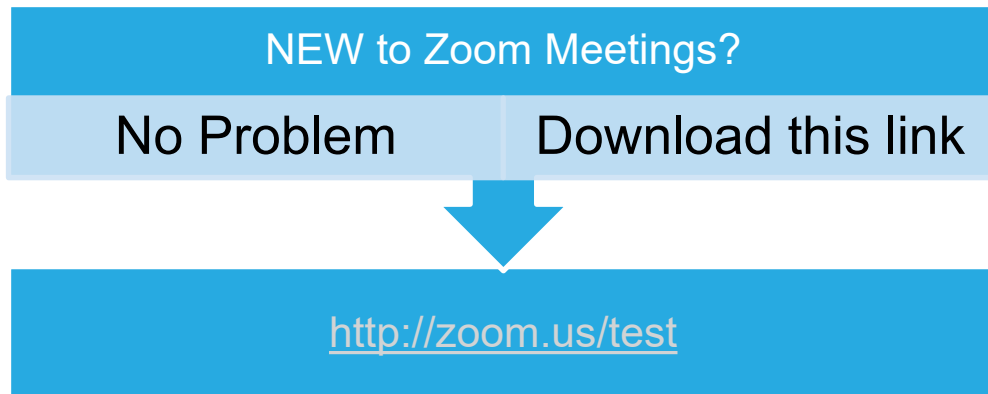 NEW to Zoom Meetings?
No Problem
Download this link
http://zoom.us/test